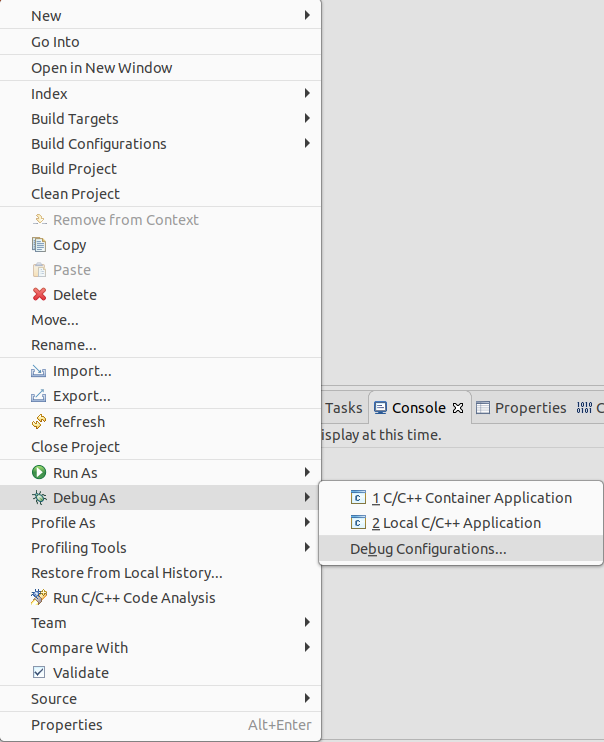 New
Go Into
Open in New Window
Index
Build Targets
Build Configurations
Build Project
Clean Project
Remove from Context
Copy
Paste
Delete
Move...
Rename...
Import...
Export...
Refresh
Close Project
Run As
Debug As
Profile As
Profiling Tools
Restore from Local History...
Run C/C++ Code Analysis
Team
Compare With
Validate
Source
Properties Alt+Enter
Tasks Console Properties C
isplay at this time.
1 C/C++ Container Application
2 Local C/C++ Application
Debug Configurations...